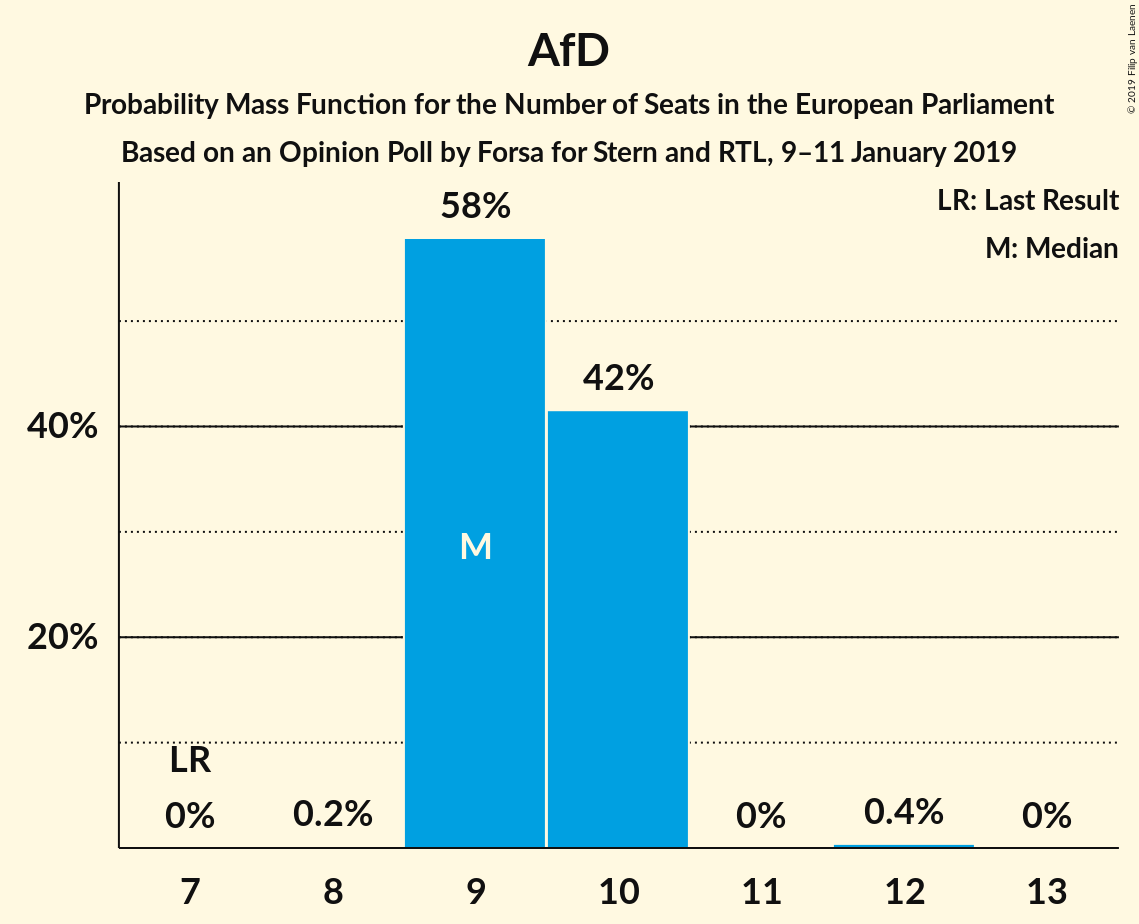 AfD
Probability Mass Function for the Number of Seats in the European Parliament
Based on an Opinion Poll by Forsa for Stern and RTL, 9–11 January 2019
© 2019 Filip van Laenen
LR: Last Result
M: Median
58%
42%
40%
M
20%
LR
0%
0.2%
0%
0.4%
0%
7
8
9
10
11
12
13